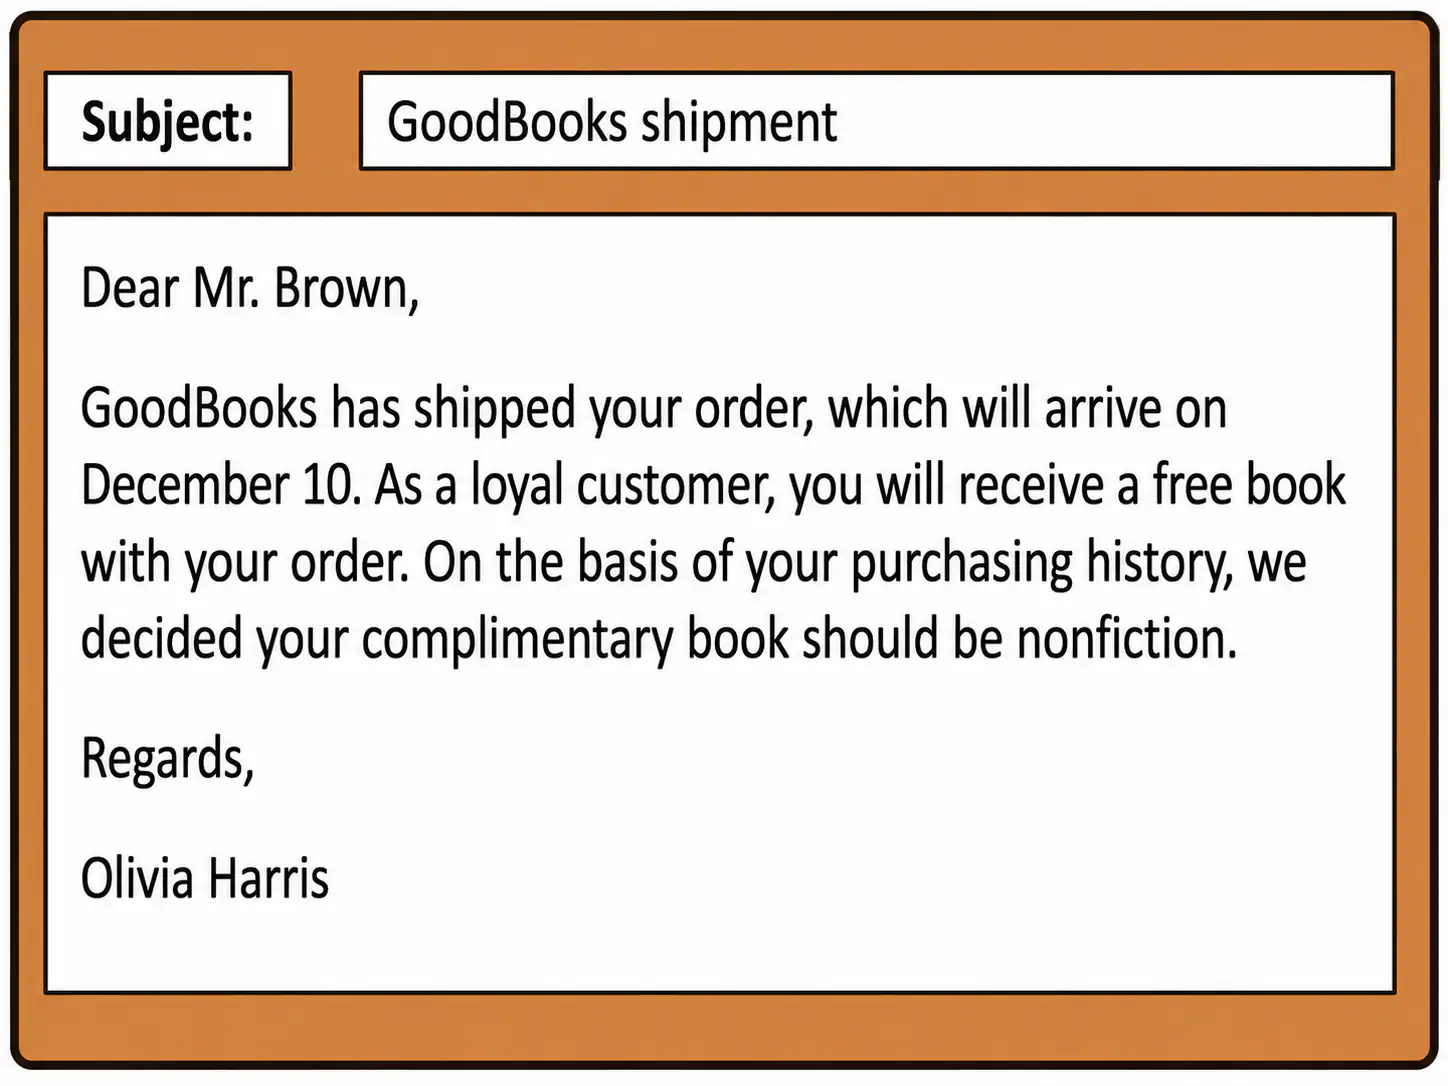 Subject:
GoodBooks shipment
Dear Mr. Brown,
GoodBooks has shipped your order, which will arrive on
December 10. As a loyal customer, you will receive a free book
with your order. On the basis of your purchasing history, we
decided your complimentary book should be nonfiction.
Regards,
Olivia Harris